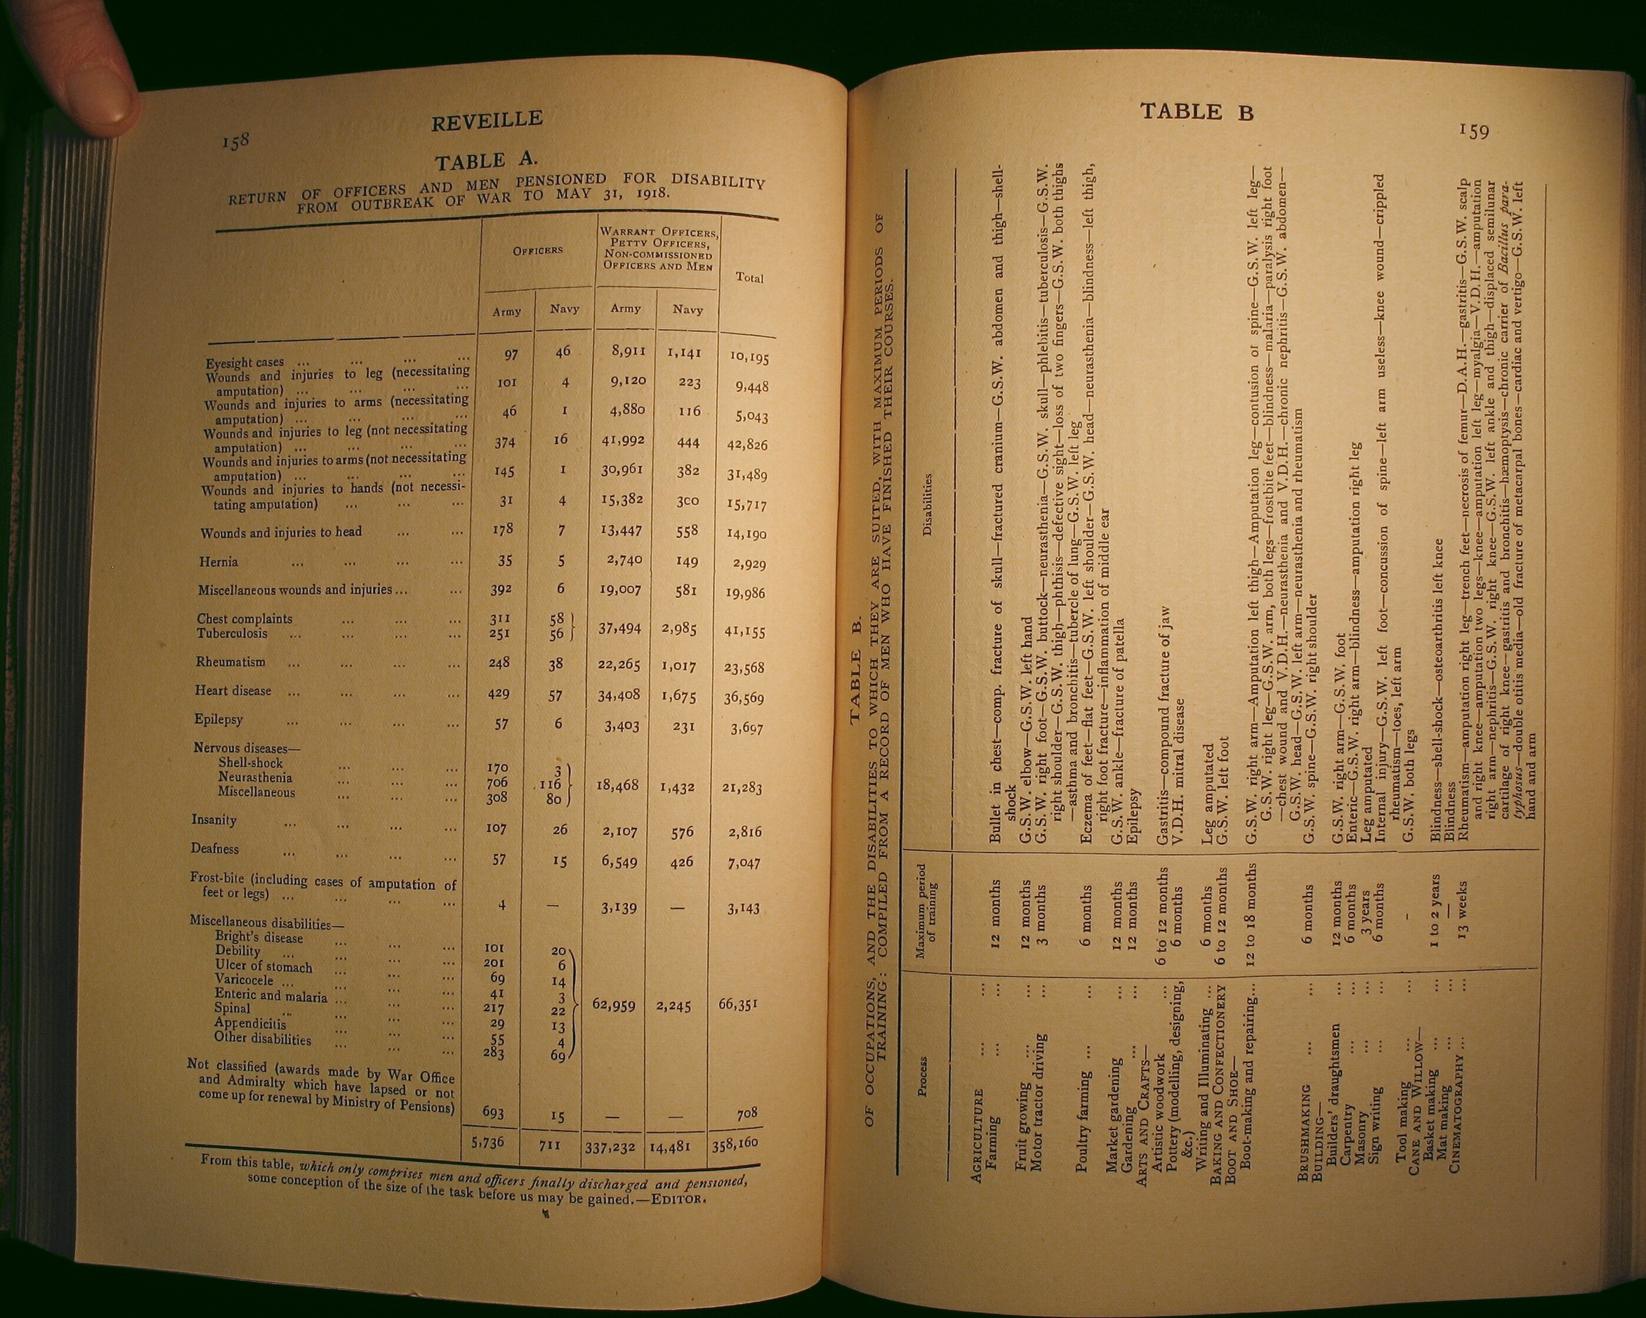 158
REVEILLE
TABLE A.
RETURN OF OFFICERS AND MEN PENSIONED FOR DISABILITY
FROM OUTBREAK OF WAR TO MAY 31, 1918.
OFFICERS | WARRANT OFFICERS, PETTY OFFICERS, NON-COMMISSIONED OFFICERS AND MEN | Total
Army | Navy | Army | Navy
Eyesight cases ... ... ... ... 97 46 8,911 1,141 10,195
Wounds and injuries to leg (necessitating
amputation) ... ... ... ... 101 4 9,120 223 9,448
Wounds and injuries to arms (necessitating
amputation) ... ... ... ... 46 1 4,880 116 5,043
Wounds and injuries to leg (not necessitating
amputation) ... ... ... 374 16 41,992 444 42,826
Wounds and injuries to arms (not necessitating
amputation) ... ... ... ... 145 1 30,961 382 31,489
Wounds and injuries to hands (not necessi-
tating amputation) ... ... ... 31 4 15,382 300 15,717
Wounds and injuries to head ... ... 178 7 13,447 558 14,190
Hernia ... ... ... ... 35 5 2,740 149 2,929
Miscellaneous wounds and injuries ... ... 392 6 19,007 581 19,986
Chest complaints ... ... ... 311 58
Tuberculosis ... ... ... ... 251 56 } 37,494 2,985 41,155
Rheumatism ... ... ... ... 248 38 22,265 1,017 23,568
Heart disease ... ... ... ... 429 57 34,408 1,675 36,569
Epilepsy ... ... ... ... 57 6 3,403 231 3,697
Nervous diseases—
Shell-shock ... ... ... 170 3
Neurasthenia ... ... ... 706 116 } 18,468 1,432 21,283
Miscellaneous ... ... ... 308 80
Insanity ... ... ... ... 107 26 2,107 576 2,816
Deafness ... ... ... ... 57 15 6,549 426 7,047
Frost-bite (including cases of amputation of
feet or legs) ... ... ... ... 4 — 3,139 — 3,143
Miscellaneous disabilities—
Bright's disease ... ... ... 101 20
Debility ... ... ... ... 201 6
Ulcer of stomach ... ... ... 69 14
Varicocele ... ... ... ... 41 3
Enteric and malaria ... ... ... 217 22 } 62,959 2,245 66,351
Spinal ... ... ... ... 29 13
Appendicitis ... ... ... 55 4
Other disabilities ... ... ... 283 69
Not classified (awards made by War Office
and Admiralty which have lapsed or not
come up for renewal by Ministry of Pensions) 693 15 — — 708
5,736 711 337,232 14,481 358,160
From this table, which only comprises men and officers finally discharged and pensioned,
some conception of the size of the task before us may be gained.—EDITOR.
TABLE B
159
TABLE B.
OF OCCUPATIONS, AND THE DISABILITIES TO WHICH THEY ARE SUITED, WITH MAXIMUM PERIODS OF
TRAINING: COMPILED FROM A RECORD OF MEN WHO HAVE FINISHED THEIR COURSES.
Process | Maximum period of training | Disabilities
AGRICULTURE
Farming ... ... 12 months Bullet in chest—comp. fracture of skull—fractured cranium—G.S.W. abdomen and thigh—shell-
shock
Fruit growing ... ... 12 months G.S.W. elbow—G.S.W. left hand
Motor tractor driving ... 3 months G.S.W. right foot—G.S.W. buttock—neurasthenia—G.S.W. skull—phlebitis—tuberculosis—G.S.W.
right shoulder—G.S.W. thigh—phthisis—defective sight—loss of two fingers—G.S.W. both thighs
—asthma and bronchitis—tubercle of lung—G.S.W. left leg
Poultry farming ... ... 6 months Eczema of feet—flat feet—G.S.W. left shoulder—G.S.W. head—neurasthenia—blindness—left thigh,
right foot fracture—inflammation of middle ear
Market gardening ... 12 months G.S.W. ankle—fracture of patella
Gardening ... ... 12 months Epilepsy
ARTS AND CRAFTS—
Artistic woodwork ... 6 to 12 months Gastritis—compound fracture of jaw
Pottery (modelling, designing, 6 months V.D.H. mitral disease
&c.)
Writing and Illuminating ... 6 months Leg amputated
BAKING AND CONFECTIONERY 6 to 12 months G.S.W. left foot
BOOT AND SHOE—
Boot-making and repairing... 12 to 18 months G.S.W. right arm—Amputation left thigh—Amputation leg—contusion of spine—G.S.W. left leg—
G.S.W. right leg—G.S.W. arm, both legs—frostbite feet—blindness—malaria—paralysis right foot
—chest wound and V.D.H.—neurasthenia and V.D.H.—chronic nephritis—G.S.W. abdomen—
G.S.W. head—G.S.W. left arm—neurasthenia and rheumatism
BRUSHMAKING ... ... 6 months G.S.W. spine—G.S.W. right shoulder
BUILDING—
Builders' draughtsmen ... 12 months G.S.W. right arm—G.S.W. foot
Carpentry ... ... 6 months Enteric—G.S.W. right arm—blindness—amputation right leg
Masonry ... ... 3 years Leg amputated
Sign writing ... ... 6 months Internal injury—G.S.W. left foot—concussion of spine—left arm useless—knee wound—crippled
rheumatism—toes, left arm
Tool making ... ... – G.S.W. both legs
CANE AND WILLOW—
Basket making ... ... 1 to 2 years Blindness—shell-shock—osteoarthritis left knee
Mat making ... ... — Blindness
CINEMATOGRAPHY ... ... 13 weeks Rheumatism—amputation right leg—trench feet—necrosis of femur—D.A.H.—gastritis—G.S.W. scalp
and right knee—amputation two legs—knee—amputation left leg—myalgia—V.D.H.—amputation
right arm—nephritis—G.S.W. right knee—G.S.W. left ankle and thigh—displaced semilunar
cartilage of right knee—gastritis and bronchitis—hæmoptysis—chronic carrier of Bacillus para-
typhosus—double otitis media—old fracture of metacarpal bones—cardiac and vertigo—G.S.W. left
hand and arm